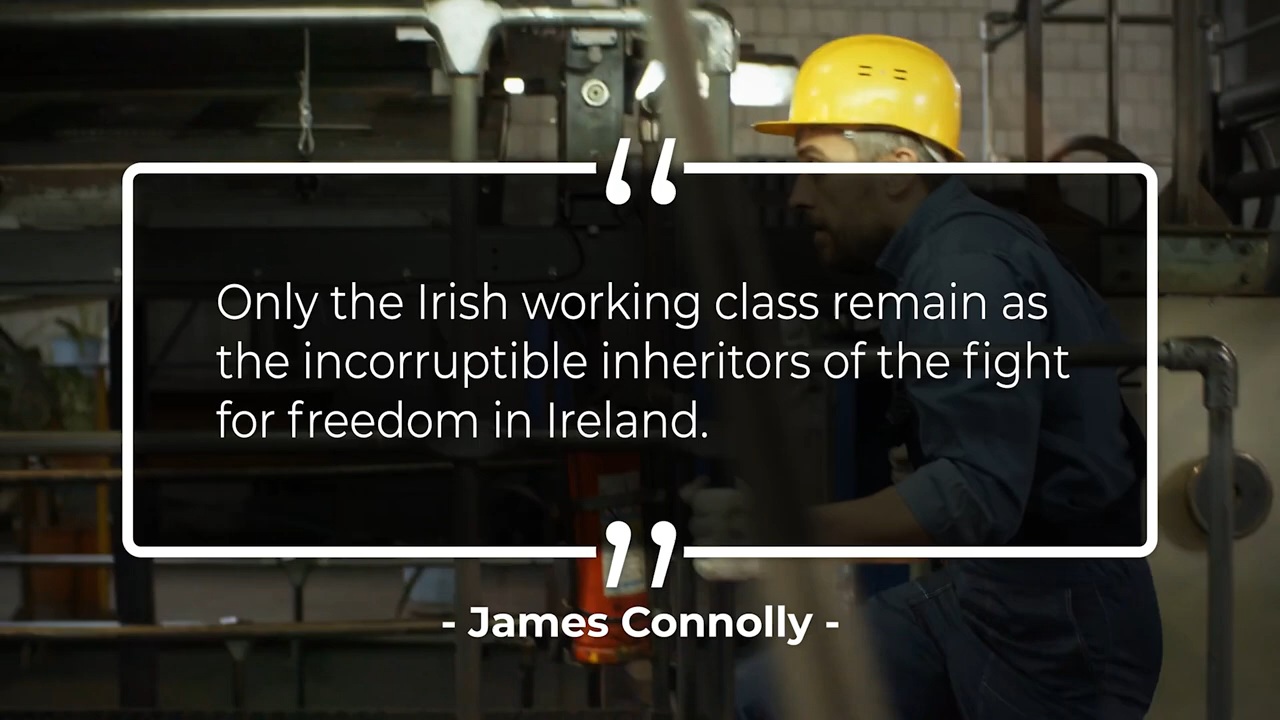 “
Only the Irish working class remain as
the incorruptible inheritors of the fight
for freedom in Ireland.
”
- James Connolly -